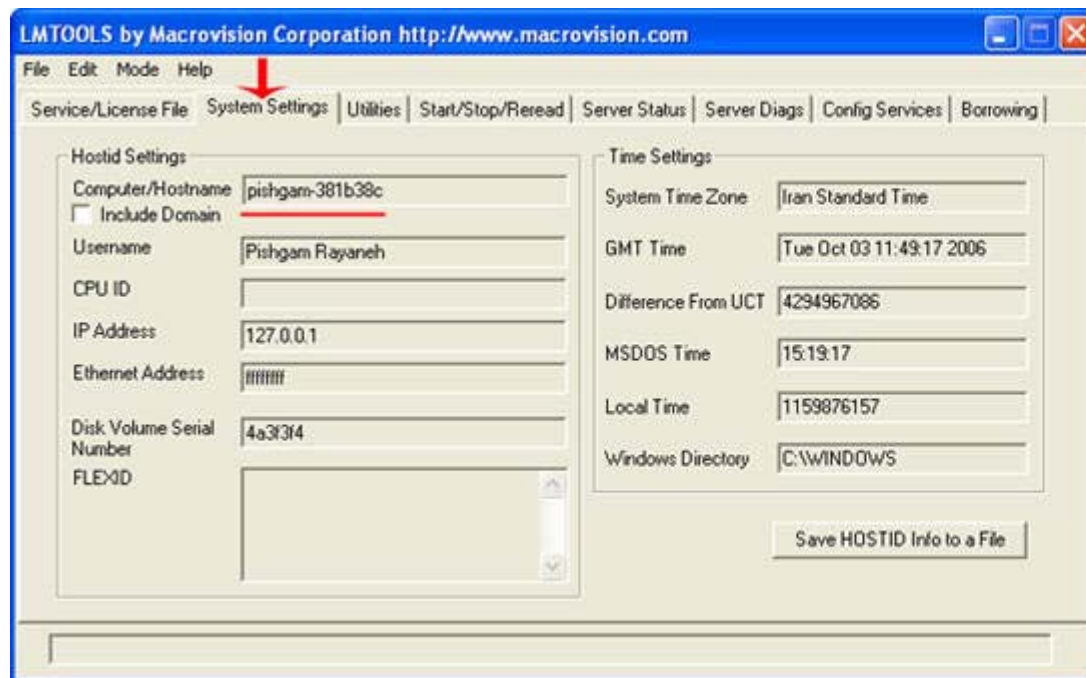 LMTOOLS by Macrovision Corporation http://www.macrovision.com
File Edit Mode Help
Service/License File System Settings Utilities Start/Stop/Reread Server Status Server Diags Config Services Borrowing
Hostid Settings
Computer/Hostname pishgam-381b38c
Include Domain
Username Pishgam Rayaneh
CPU ID
IP Address 127.0.0.1
Ethernet Address ffffffff
Disk Volume Serial Number 4a3f3f4
FLEXID
Time Settings
System Time Zone Iran Standard Time
GMT Time Tue Oct 03 11:49:17 2006
Difference From UCT 4294967086
MSDOS Time 15:19:17
Local Time 1159876157
Windows Directory C:\WINDOWS
Save HOSTID Info to a File